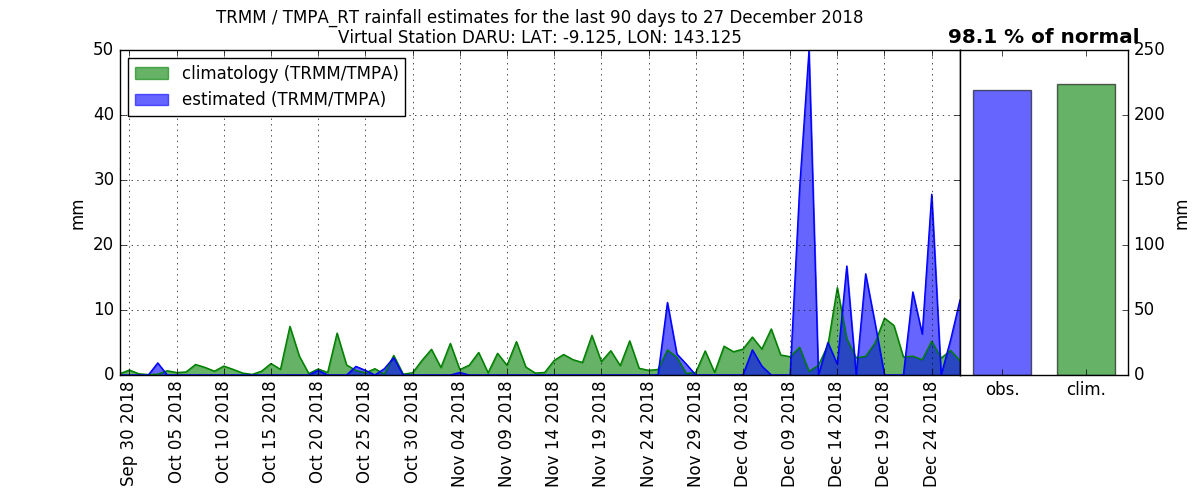 TRMM / TMPA_RT rainfall estimates for the last 90 days to 27 December 2018
Virtual Station DARU: LAT: -9.125, LON: 143.125
98.1 % of normal
climatology (TRMM/TMPA)
estimated (TRMM/TMPA)
50
40
30
20
10
0
mm
Sep 30 2018
Oct 05 2018
Oct 10 2018
Oct 15 2018
Oct 20 2018
Oct 25 2018
Oct 30 2018
Nov 04 2018
Nov 09 2018
Nov 14 2018
Nov 19 2018
Nov 24 2018
Nov 29 2018
Dec 04 2018
Dec 09 2018
Dec 14 2018
Dec 19 2018
Dec 24 2018
obs.
clim.
250
200
150
100
50
0
mm